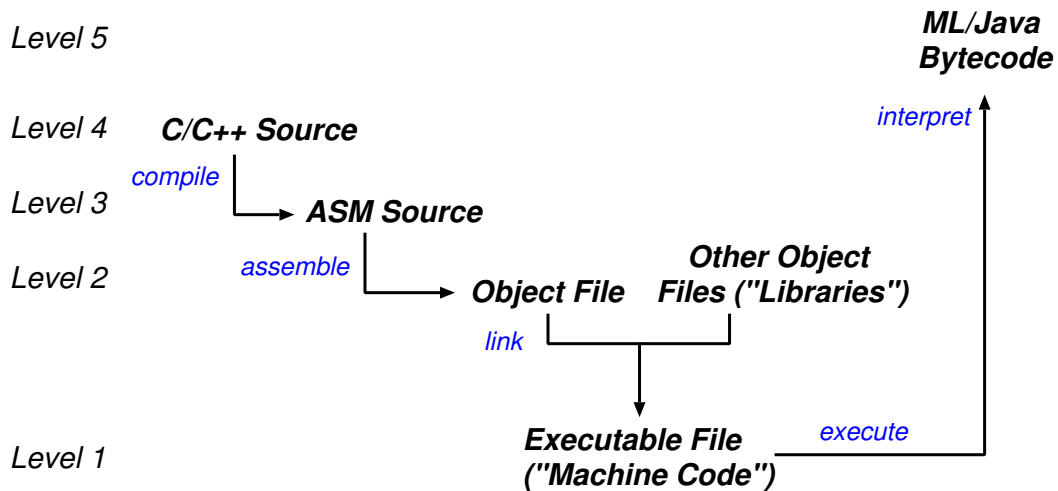 Level 5
ML/Java
Bytecode
Level 4
C/C++ Source
interpret
compile
Level 3
ASM Source
Level 2
assemble
Other Object
Object File
Files ("Libraries")
link
Level 1
Executable File
("Machine Code")
execute